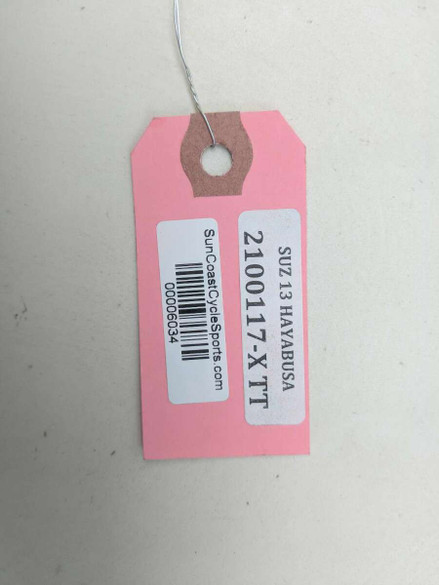 SUZ 13 HAYABUSA
2100117-X TT
SunCoastCycleSports.com
00006034